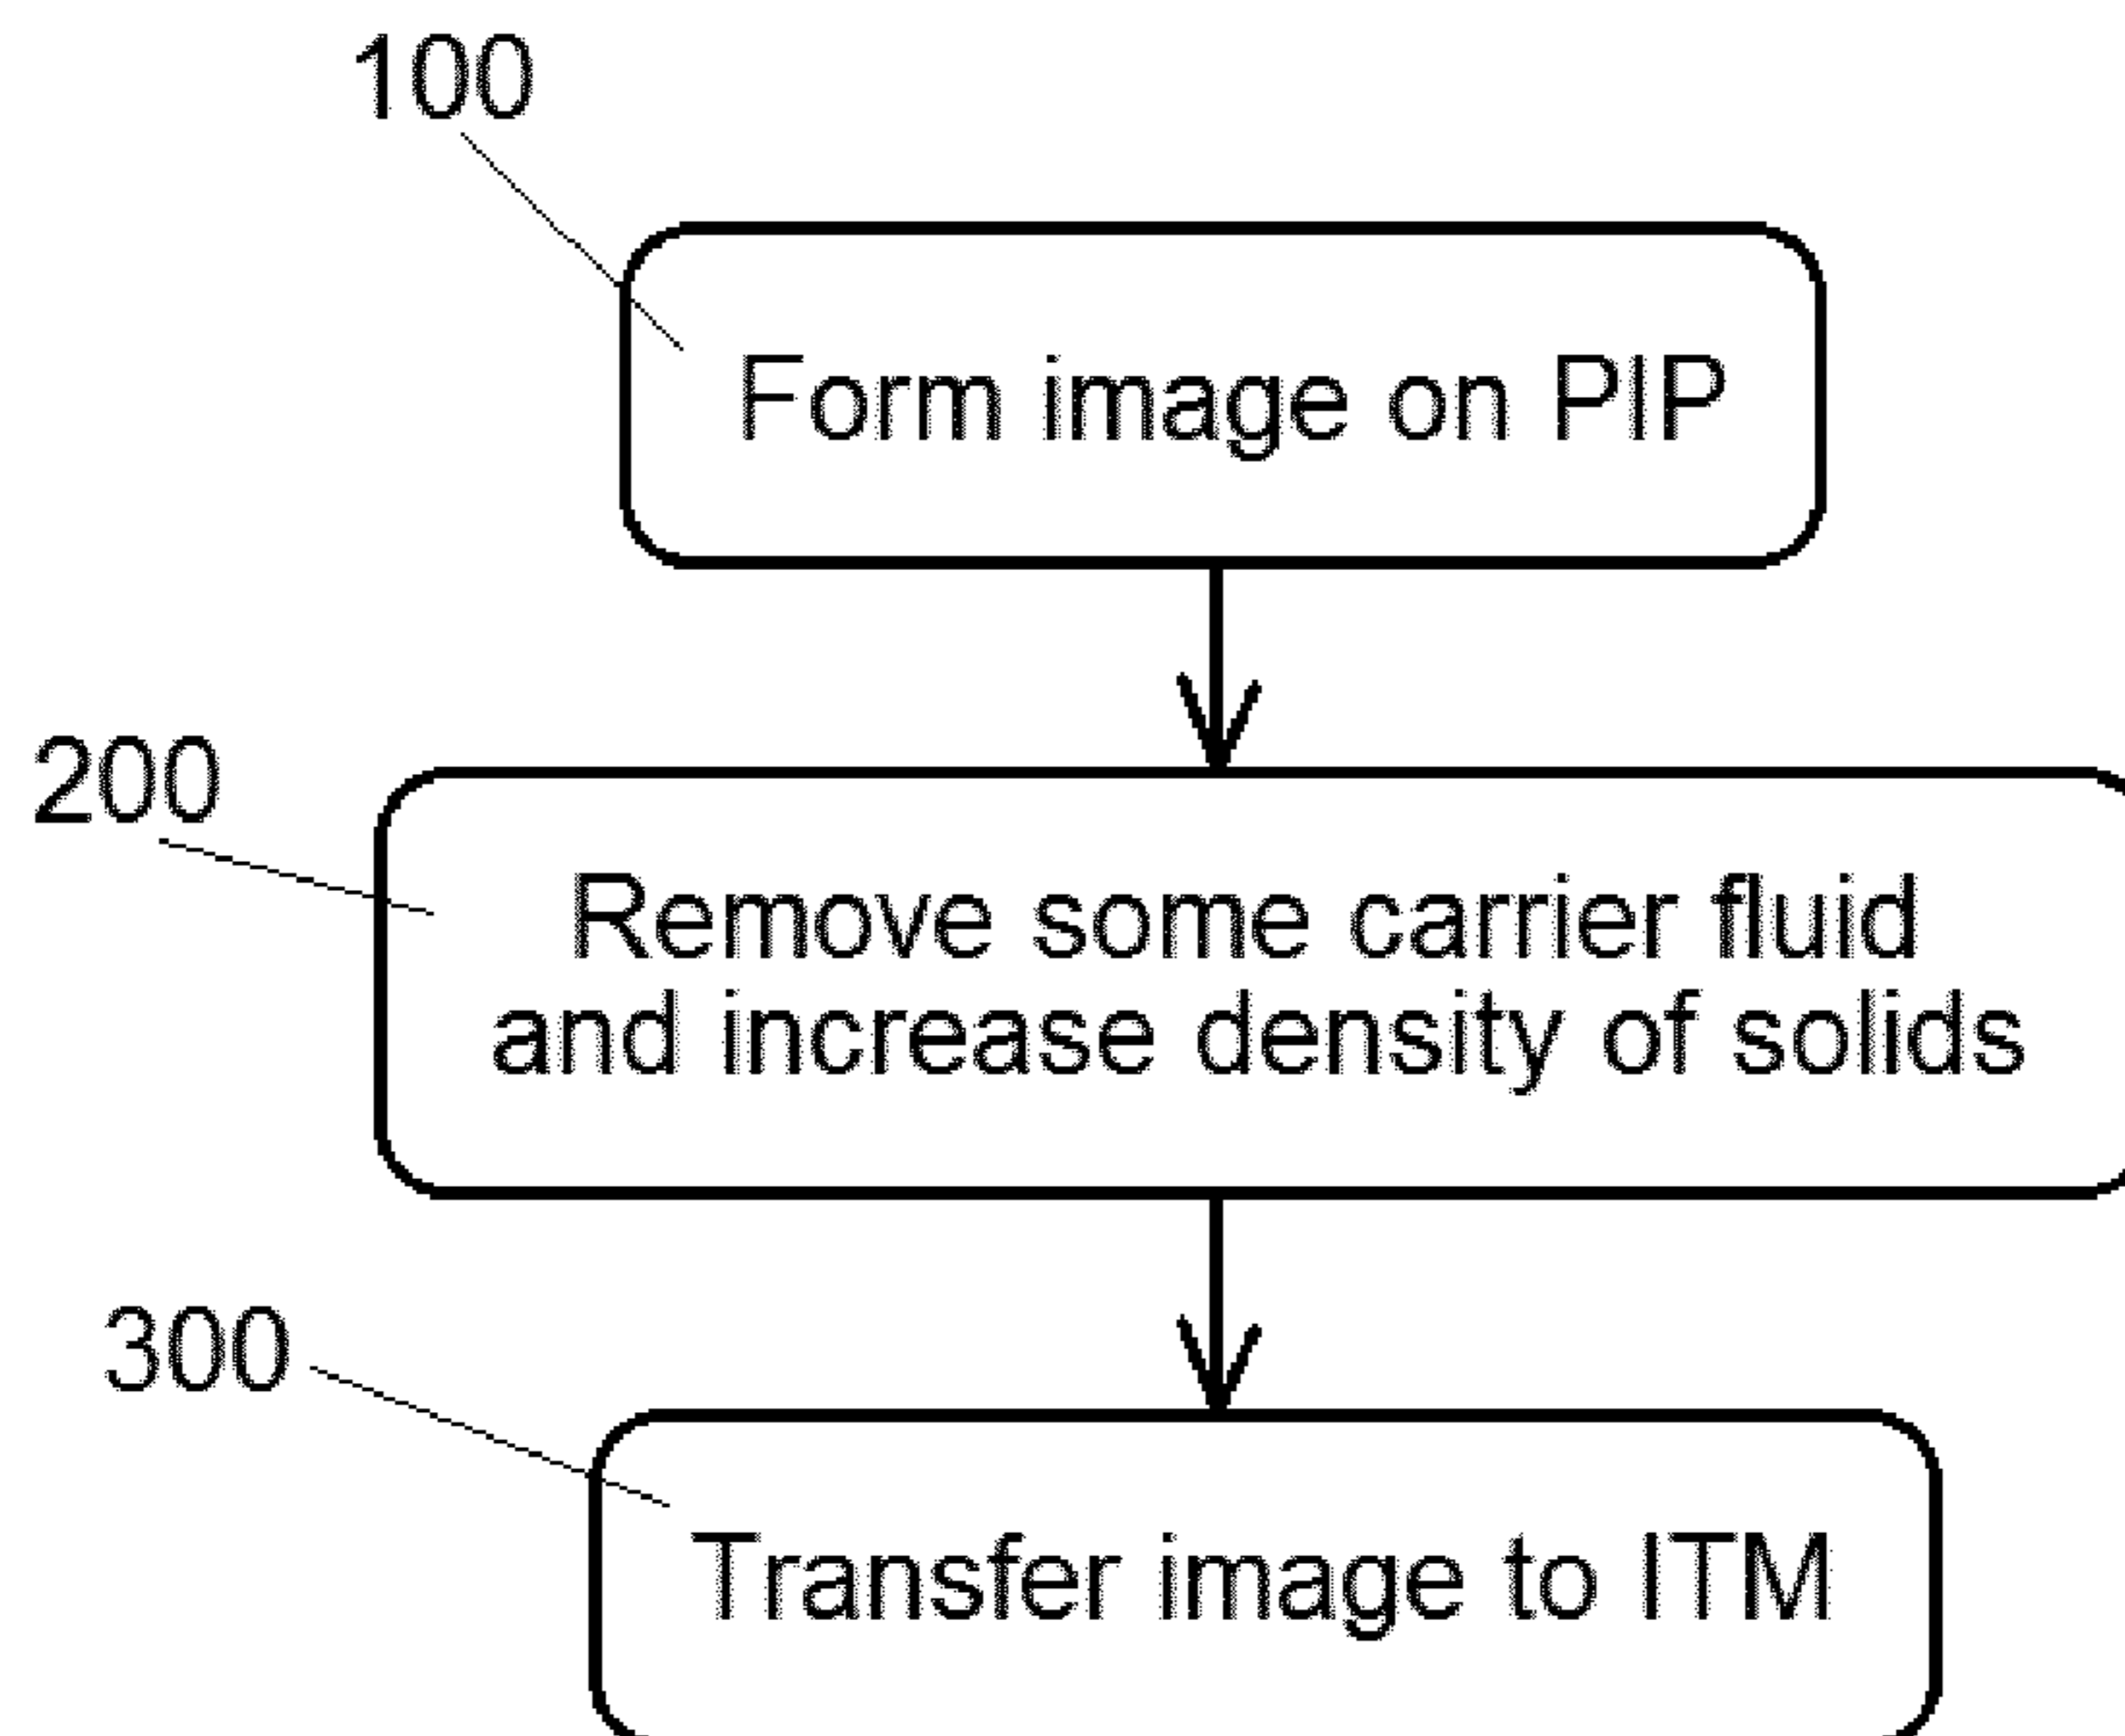 100
Form image on PIP
200
Remove some carrier fluid
and increase density of solids
300
Transfer image to ITM